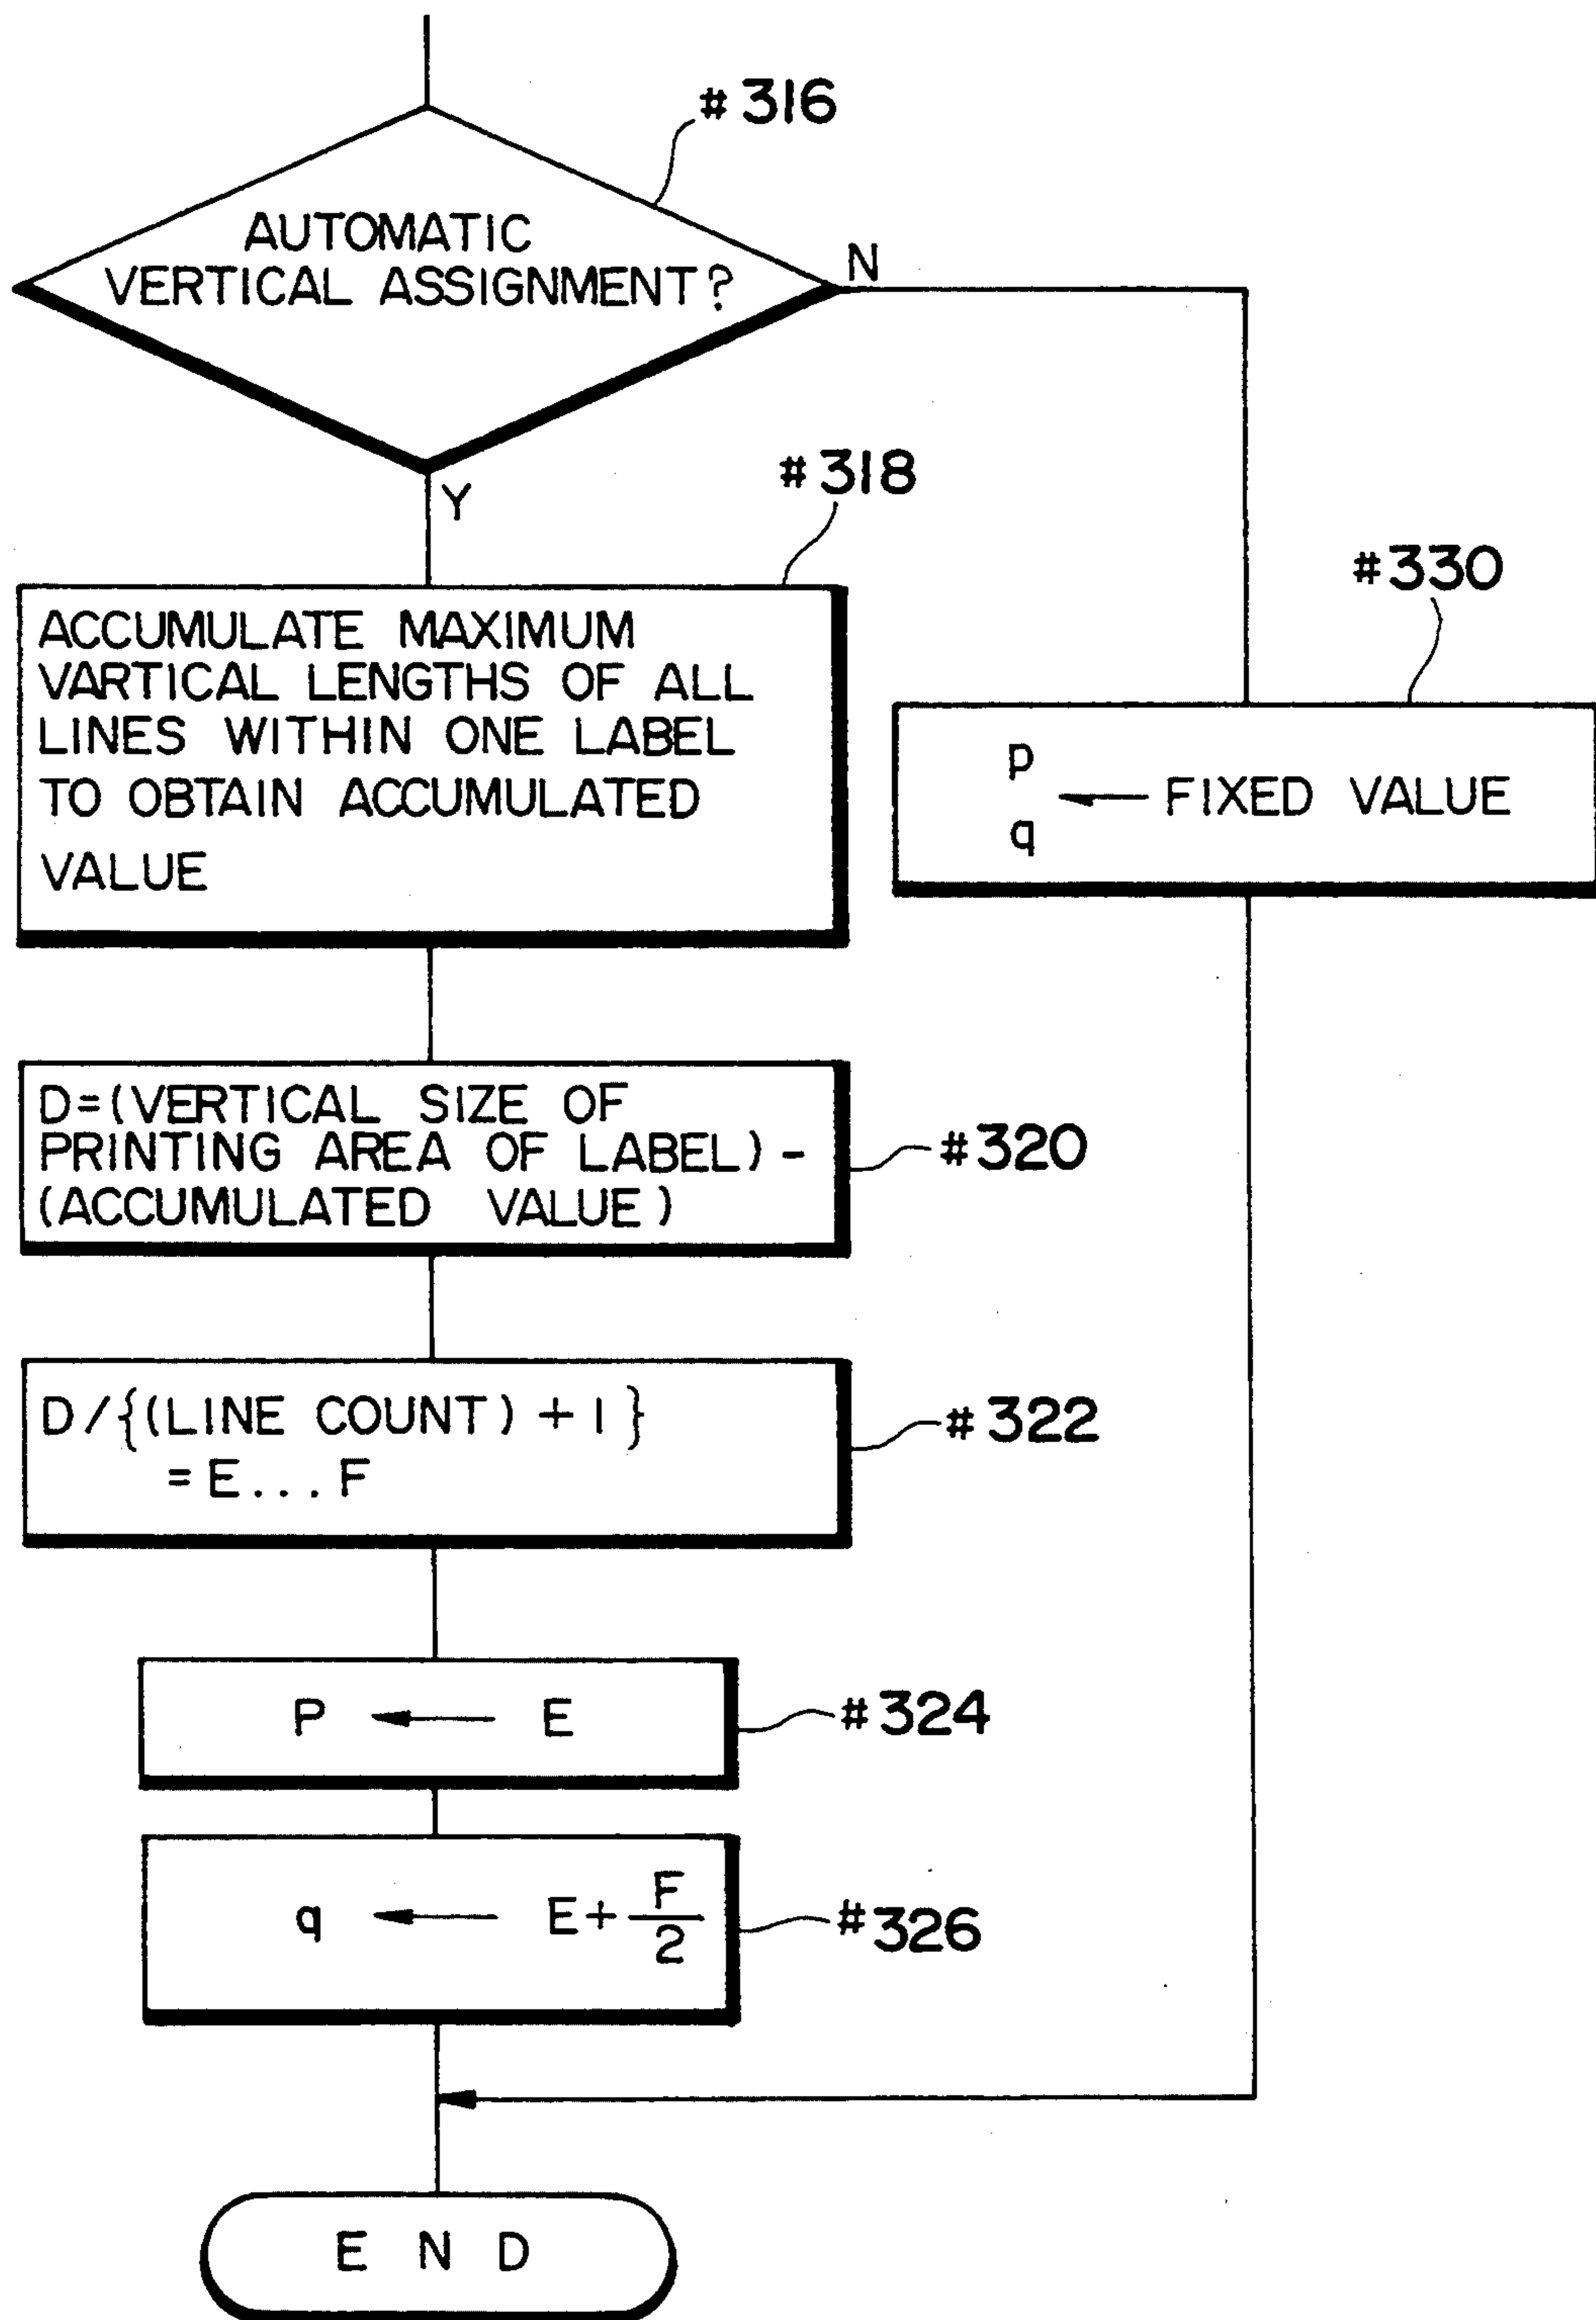 #316
AUTOMATIC
VERTICAL ASSIGNMENT?
N
Y
#318
ACCUMULATE MAXIMUM
VARTICAL LENGTHS OF ALL
LINES WITHIN ONE LABEL
TO OBTAIN ACCUMULATED
VALUE
#330
p
← FIXED VALUE
q
D=(VERTICAL SIZE OF
PRINTING AREA OF LABEL) -
(ACCUMULATED VALUE)
#320
D/{(LINE COUNT) + 1}
= E...F
#322
P ← E
#324
q ← E+F/2
#326
END